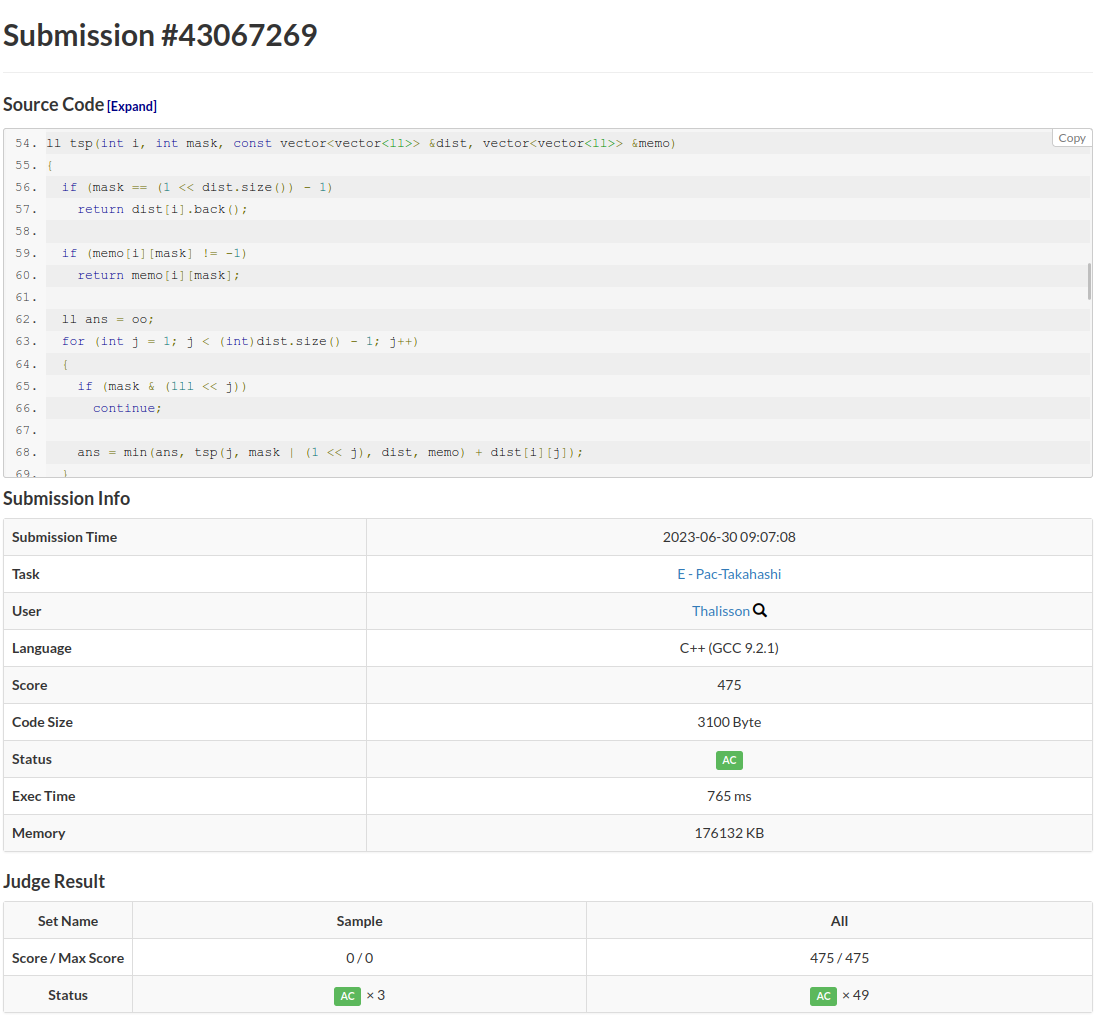 Submission #43067269
Source Code [Expand]
Copy
54. ll tsp(int i, int mask, const vector<vector<ll>> &dist, vector<vector<ll>> &memo)
55. {
56.   if (mask == (1 << dist.size()) - 1)
57.     return dist[i].back();
58.
59.   if (memo[i][mask] != -1)
60.     return memo[i][mask];
61.
62.   ll ans = oo;
63.   for (int j = 1; j < (int)dist.size() - 1; j++)
64.   {
65.     if (mask & (1ll << j))
66.       continue;
67.
68.     ans = min(ans, tsp(j, mask | (1 << j), dist, memo) + dist[i][j]);
69.   }
Submission Info
Submission Time 2023-06-30 09:07:08
Task E - Pac-Takahashi
User Thalisson
Language C++ (GCC 9.2.1)
Score 475
Code Size 3100 Byte
Status AC
Exec Time 765 ms
Memory 176132 KB
Judge Result
Set Name Sample All
Score / Max Score 0 / 0 475 / 475
Status AC × 3 AC × 49